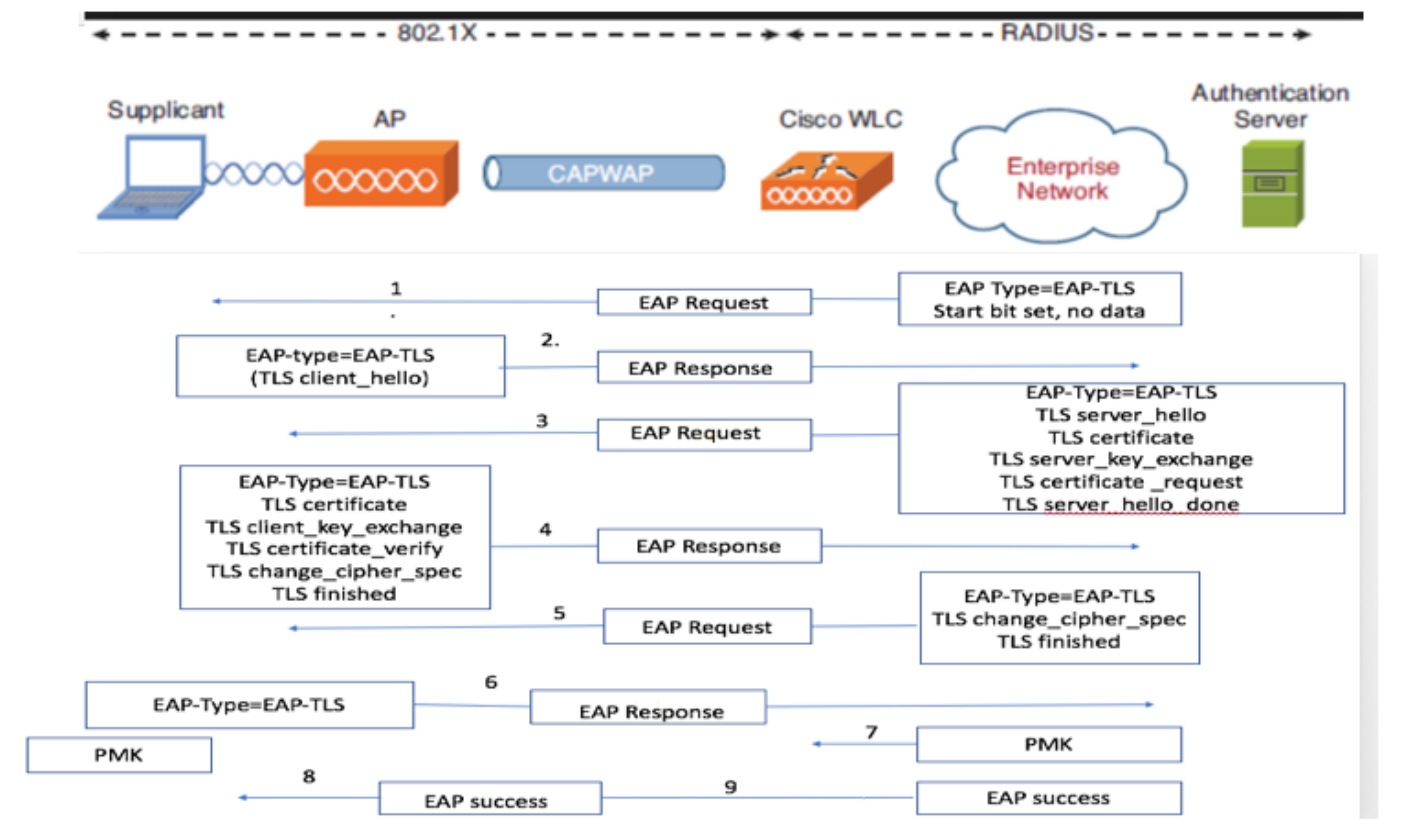 802.1X
RADIUS
Supplicant
AP
CAPWAP
Cisco WLC
Enterprise
Network
Authentication
Server
1
.
EAP Request
EAP Type=EAP-TLS
Start bit set, no data
EAP-type=EAP-TLS
(TLS client_hello)
2.
EAP Response
3
EAP Request
EAP-Type=EAP-TLS
TLS server_hello
TLS certificate
TLS server_key_exchange
TLS certificate _request
TLS server_hello_done
EAP-Type=EAP-TLS
TLS certificate
TLS client_key_exchange
TLS certificate_verify
TLS change_cipher_spec
TLS finished
4
EAP Response
5
EAP Request
EAP-Type=EAP-TLS
TLS change_cipher_spec
TLS finished
EAP-Type=EAP-TLS
6
EAP Response
PMK
7
PMK
8
EAP success
9
EAP success